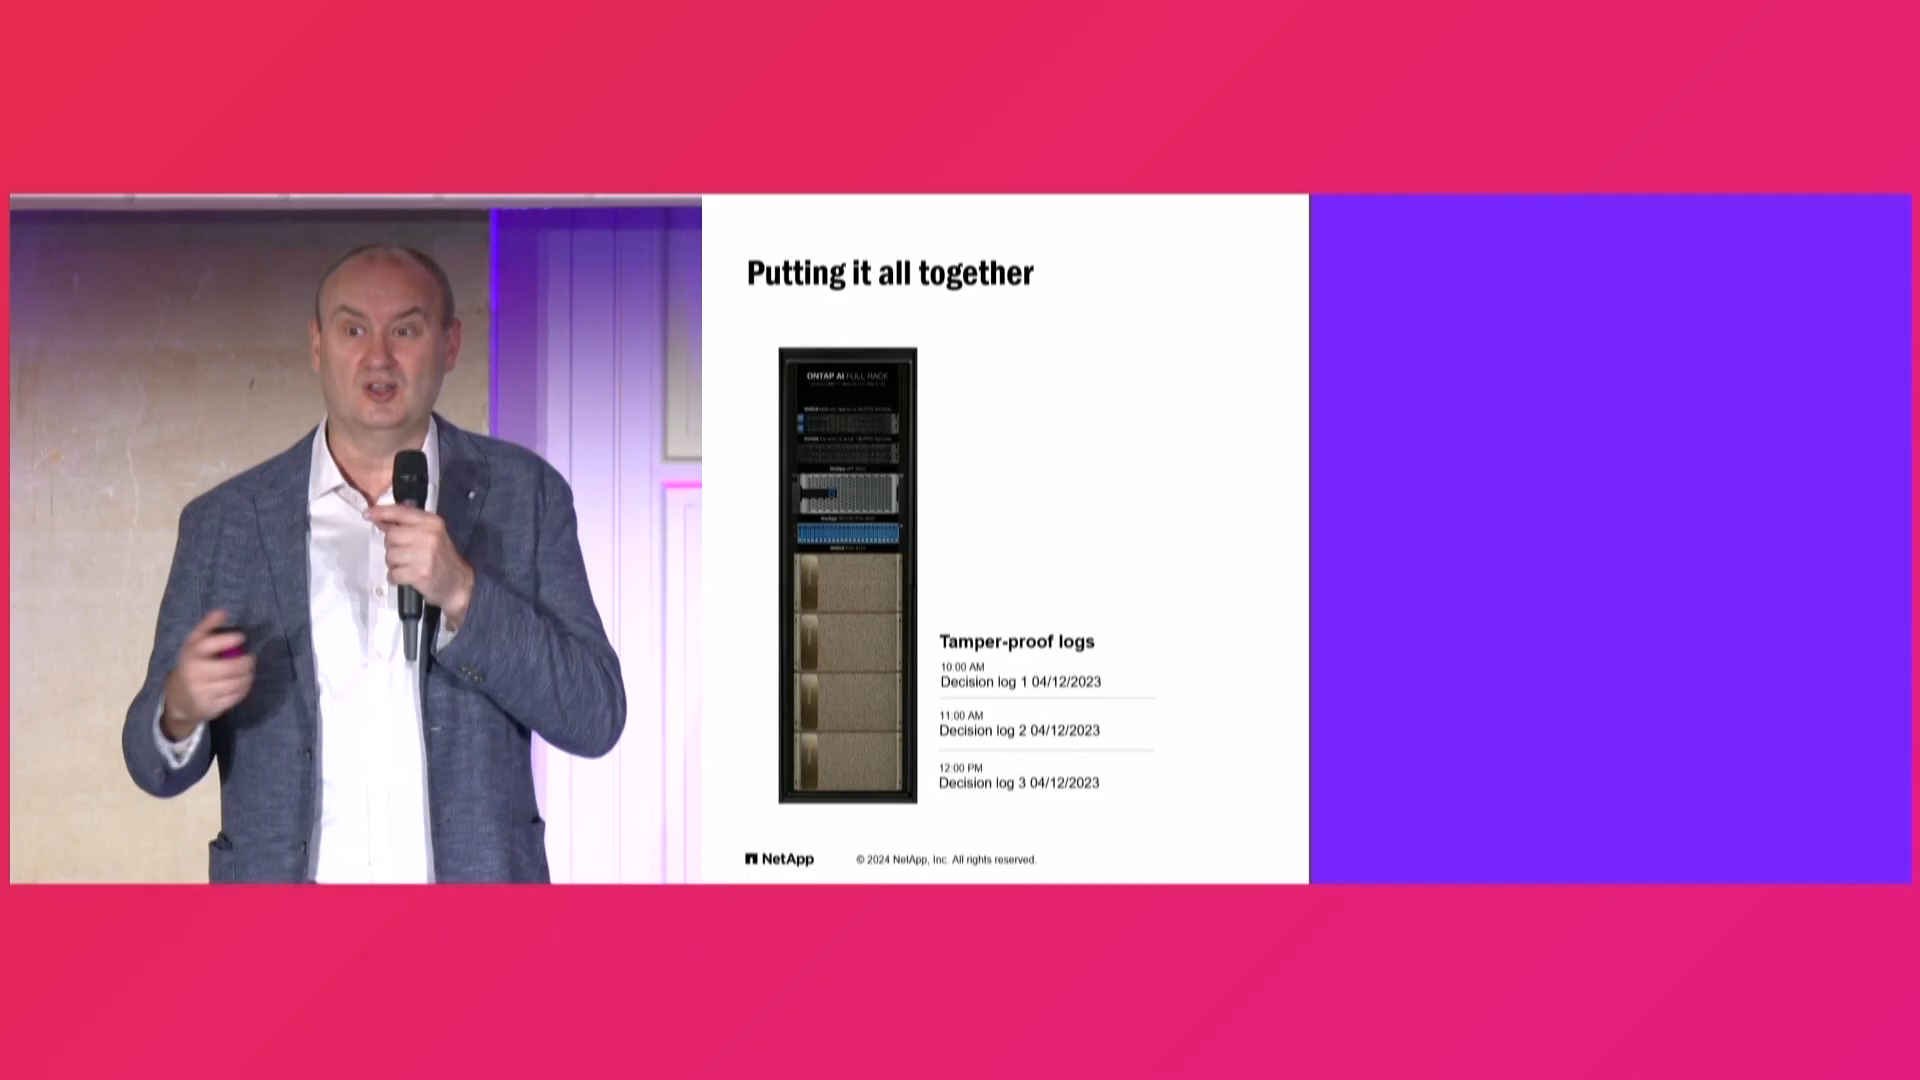 Putting it all together
ONTAP AI FULL RACK
NetApp
NetApp
Tamper-proof logs
10:00 AM
Decision log 1 04/12/2023
11:00 AM
Decision log 2 04/12/2023
12:00 PM
Decision log 3 04/12/2023
NetApp
© 2024 NetApp, Inc. All rights reserved.